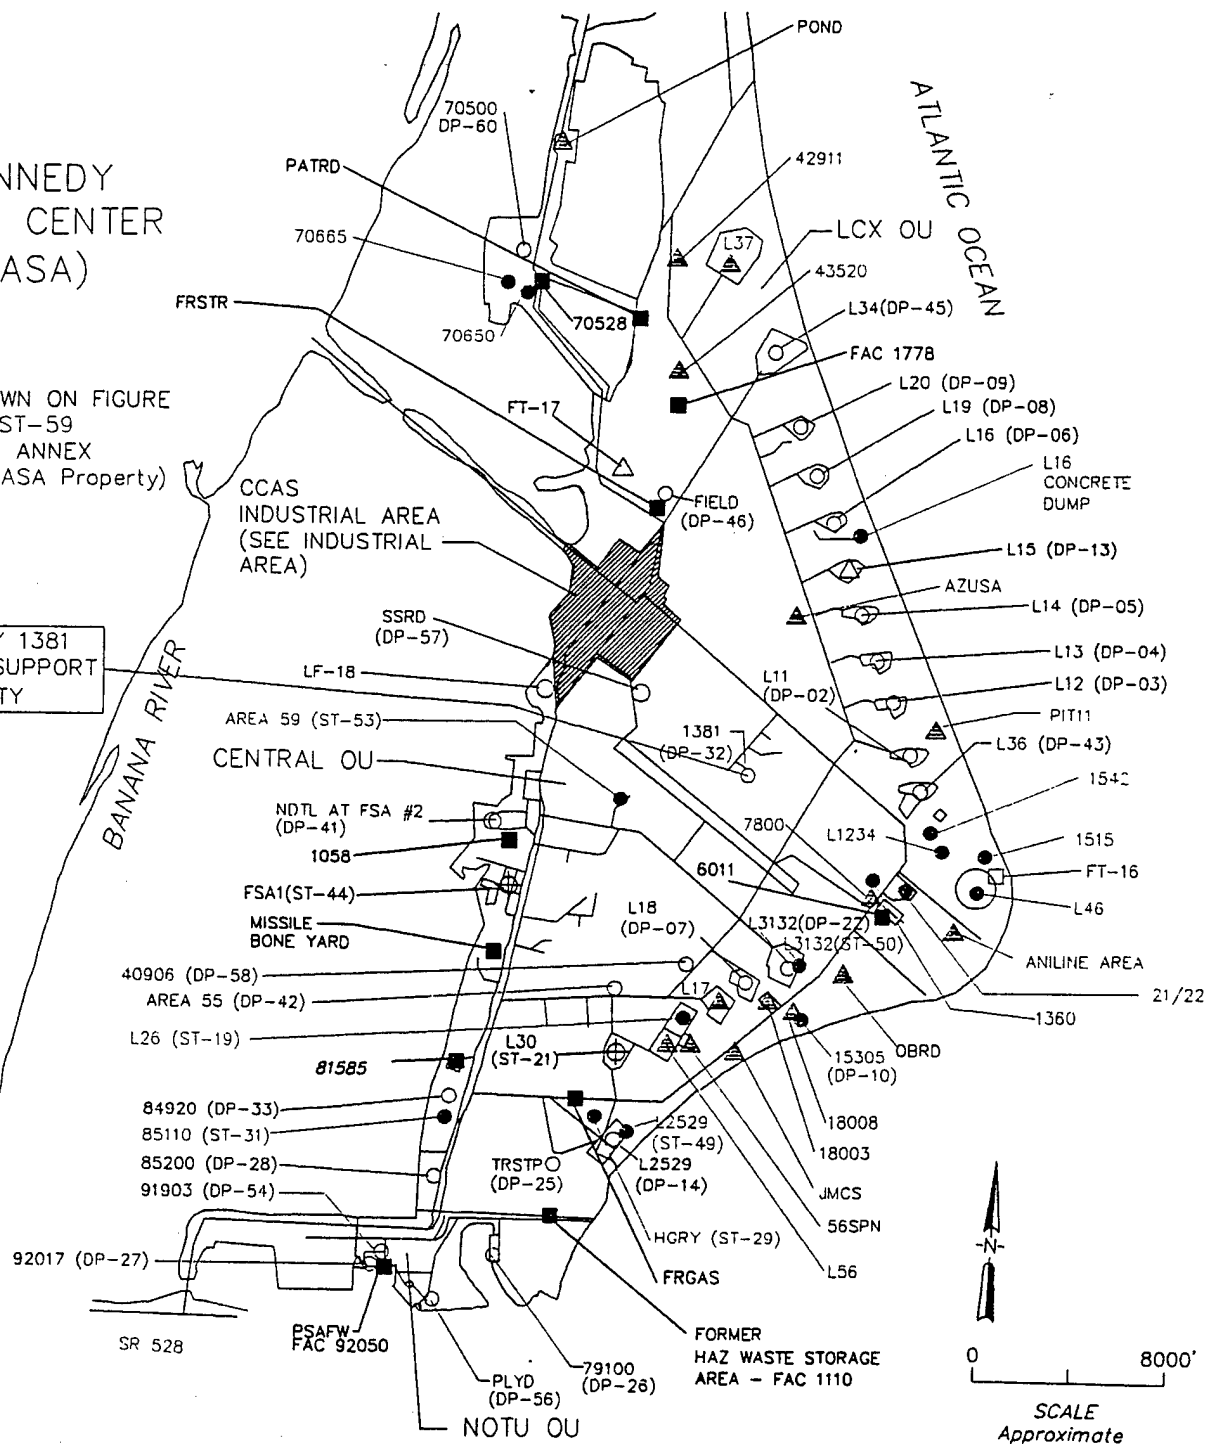 POND
70500
DP-60
ATLANTIC OCEAN
NNEDY
CENTER
ASA)
PATRD
42911
70665
L37
LCX OU
43520
FRSTR
L34(DP-45)
70650
70528
FAC 1778
L20 (DP-09)
WN ON FIGURE
ST-59
ANNEX
ASA Property)
FT-17
L19 (DP-08)
L16 (DP-06)
L16
CONCRETE
DUMP
CCAS
INDUSTRIAL AREA
(SEE INDUSTRIAL
AREA)
FIELD
(DP-46)
L15 (DP-13)
AZUSA
L14 (DP-05)
SSRD
(DP-57)
1381
SUPPORT
TY
BANANA RIVER
LF-18
L13 (DP-04)
L11
(DP-02)
L12 (DP-03)
AREA 59 (ST-53)
PIT11
1381
(DP-32)
L36 (DP-43)
CENTRAL OU
NDTL AT FSA #2
(DP-41)
7800
L1234
1515
1058
6011
FT-16
FSA1(ST-44)
L46
MISSILE
BONE YARD
L18
(DP-07)
L3132(DP-22)
L3132(ST-50)
ANILINE AREA
40906 (DP-58)
AREA 55 (DP-42)
L17
21/22
1360
L26 (ST-19)
L30
(ST-21)
OBRD
15305
(DP-10)
81585
84920 (DP-33)
18008
85110 (ST-31)
L2529
(ST-49)
18003
85200 (DP-28)
TRSTP
(DP-25)
L2529
(DP-14)
JMCS
91903 (DP-54)
56SPN
HGRY (ST-29)
92017 (DP-27)
FRGAS
L56
N
SR 528
PSAFW
FAC 92050
FORMER
HAZ WASTE STORAGE
AREA - FAC 1110
79100
(DP-26)
PLYD
(DP-56)
NOTU OU
0 8000'
SCALE
Approximate